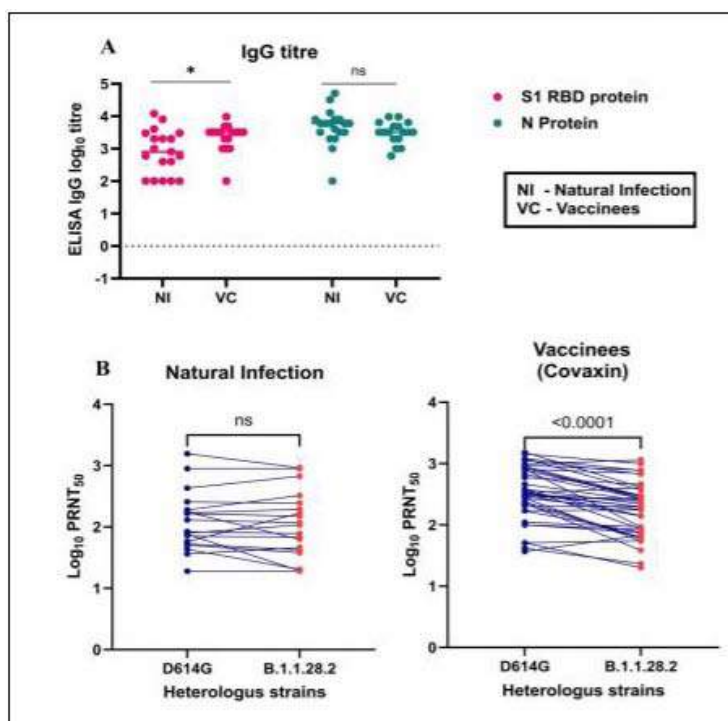 A
IgG titre
*
ns
5
4
3
2
1
0
-1
ELISA IgG log10 titre
NI
VC
NI
VC
S1 RBD protein
N Protein
NI - Natural Infection
VC - Vaccinees
B
Natural Infection
ns
4
3
2
1
0
Log10 PRNT50
D614G
B.1.1.28.2
Heterologus strains
Vaccinees
(Covaxin)
<0.0001
4
3
2
1
0
Log10 PRNT50
D614G
B.1.1.28.2
Heterologus strains